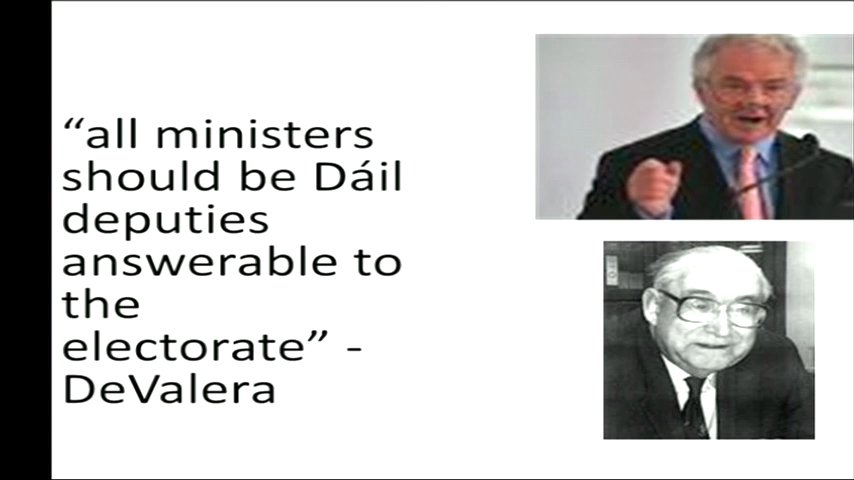 “all ministers
should be Dáil
deputies
answerable to
the
electorate” -
DeValera